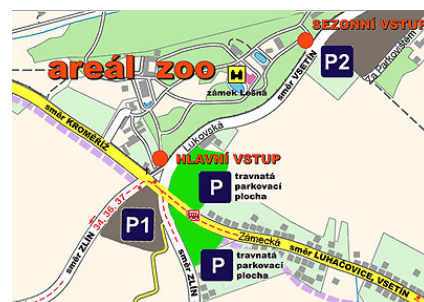 SEZONNÍ VSTUP
areál zoo
zámek Lešná
P2
směr VSETÍN
Za Parkovištěm
směr KROMĚŘÍŽ
Lukovská
HLAVNÍ VSTUP
P
travnatá
parkovací
plocha
34, 36, 37
P1
směr ZLÍN
směr ZLÍN
Zámecká
směr LUHAČOVICE, VSETÍN
P
travnatá
parkovací
plocha